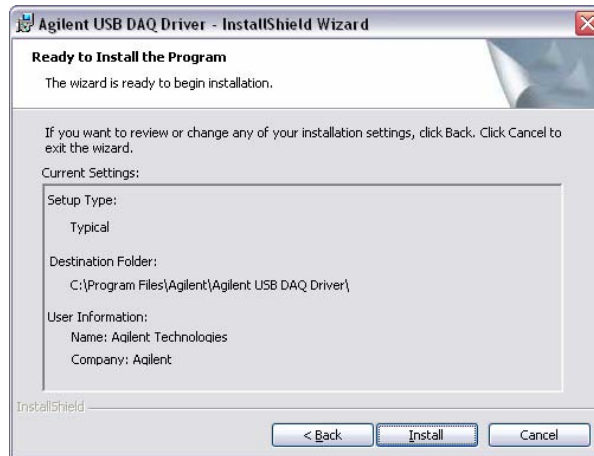 Agilent USB DAQ Driver - InstallShield Wizard
Ready to Install the Program
The wizard is ready to begin installation.
If you want to review or change any of your installation settings, click Back. Click Cancel to
exit the wizard.
Current Settings:
Setup Type:
Typical
Destination Folder:
C:\Program Files\Agilent\Agilent USB DAQ Driver\
User Information:
Name: Agilent Technologies
Company: Agilent
InstallShield
< Back
Install
Cancel